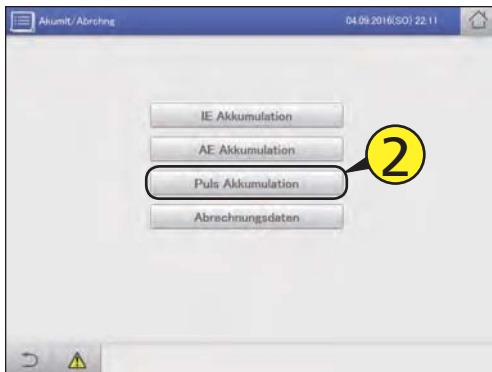 Akumlt/Abrchng
04.09.2016(SO) 22:11
IE Akkumulation
AE Akkumulation
Puls Akkumulation
2
Abrechnungsdaten